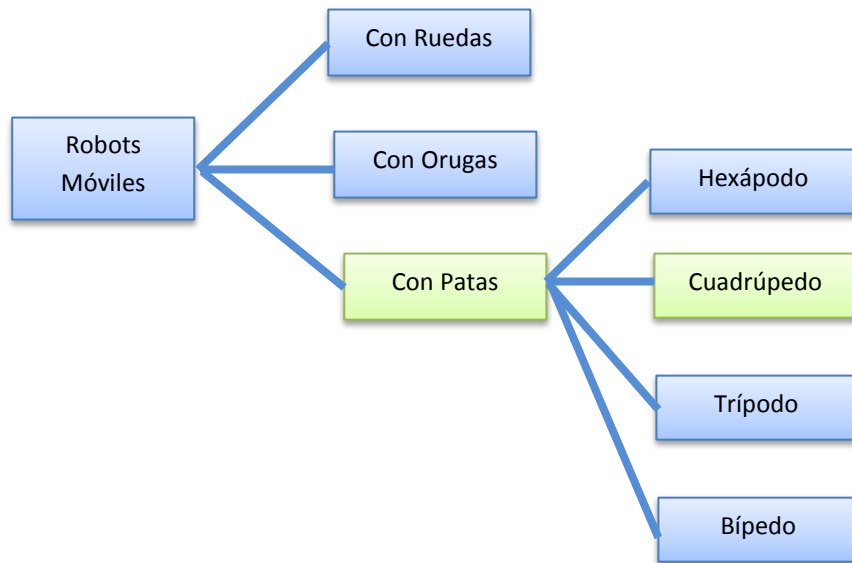 Robots
Móviles
Con Ruedas
Con Orugas
Con Patas
Hexápodo
Cuadrúpedo
Trípodo
Bípedo